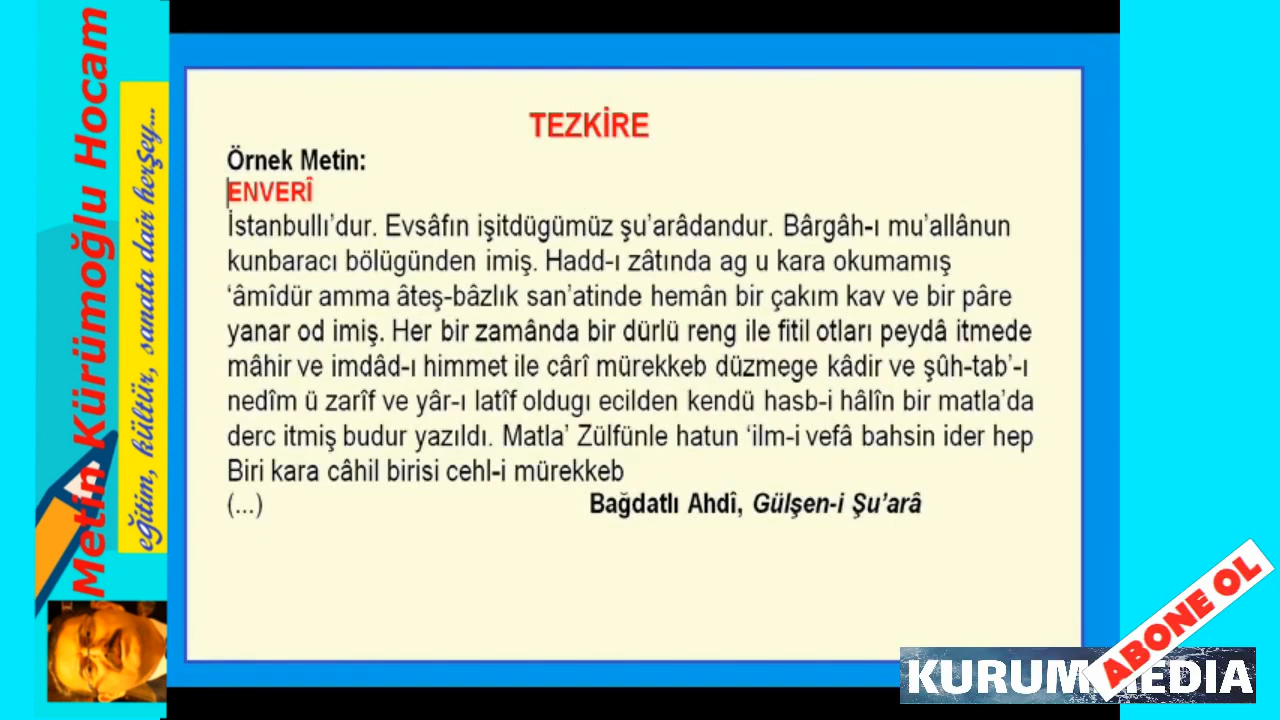 Metin Kürümoğlu Hocam
eğitim, kültür, sanata dair herşey...
TEZKİRE
Örnek Metin:
ENVERÎ
İstanbullı’dur. Evsâfın işitdügümüz şu’arâdandur. Bârgâh-ı mu’allânun
kunbaracı bölügünden imiş. Hadd-ı zâtında ag u kara okumamış
‘âmîdür amma âteş-bâzlık san’atinde hemân bir çakım kav ve bir pâre
yanar od imiş. Her bir zamânda bir dürlü reng ile fitil otları peydâ itmede
mâhir ve imdâd-ı himmet ile cârî mürekkeb düzmege kâdir ve şûh-tab’-ı
nedîm ü zarîf ve yâr-ı latîf oldugı ecilden kendü hasb-i hâlîn bir matla’da
derc itmiş budur yazıldı. Matla’ Zülfünle hatun ‘ilm-i vefâ bahsin ider hep
Biri kara câhil birisi cehl-i mürekkeb
(...) Bağdatlı Ahdî, Gülşen-i Şu’arâ
ABONE OL
KURUM MEDIA